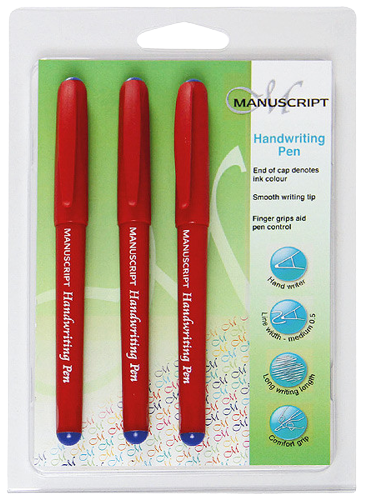 MANUSCRIPT
Handwriting
Pen
End of cap denotes
ink colour
Smooth writing tip
Finger grips aid
pen control
Hand writer
Line width - medium 0.5
Long writing length
Comfort grip
MANUSCRIPT Handwriting Pen
MANUSCRIPT Handwriting Pen
MANUSCRIPT Handwriting Pen